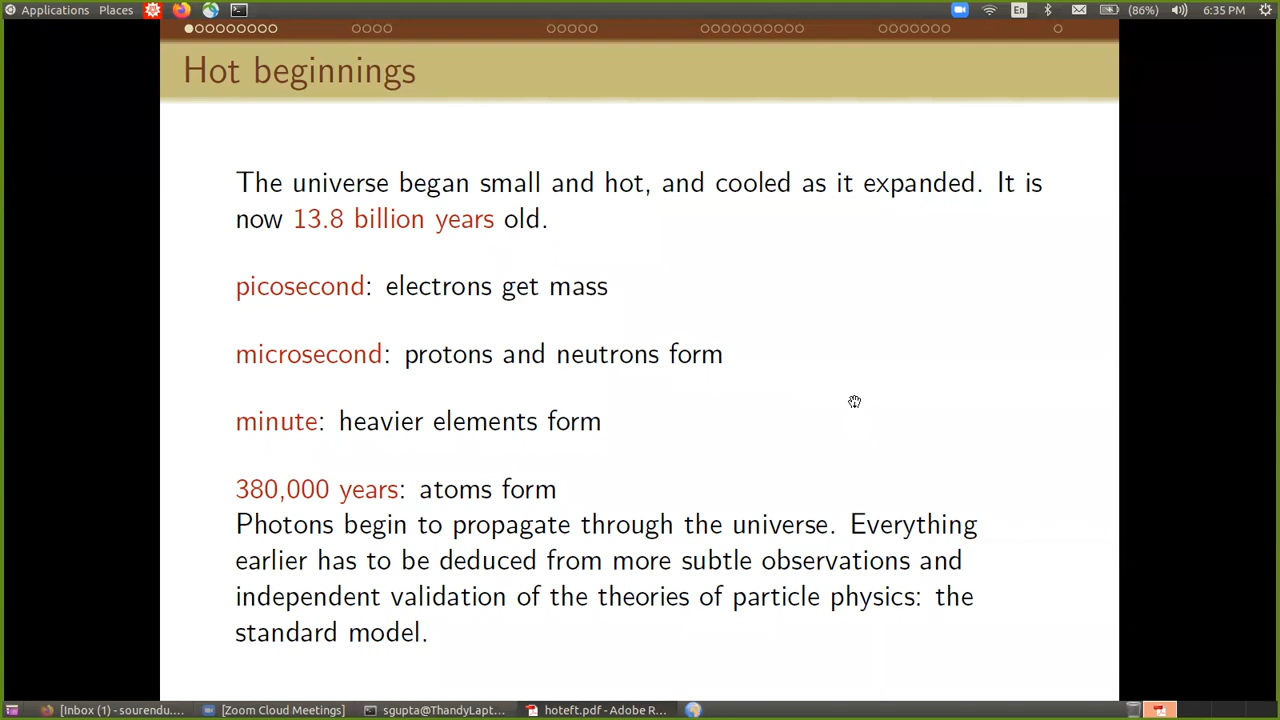 Applications Places En (86%) 6:35 PM
Hot beginnings
The universe began small and hot, and cooled as it expanded. It is
now 13.8 billion years old.
picosecond: electrons get mass
microsecond: protons and neutrons form
minute: heavier elements form
380,000 years: atoms form
Photons begin to propagate through the universe. Everything
earlier has to be deduced from more subtle observations and
independent validation of the theories of particle physics: the
standard model.
[Inbox (1) - sourendu.... [Zoom Cloud Meetings] sgupta@ThandyLapt... hoteft.pdf - Adobe R...